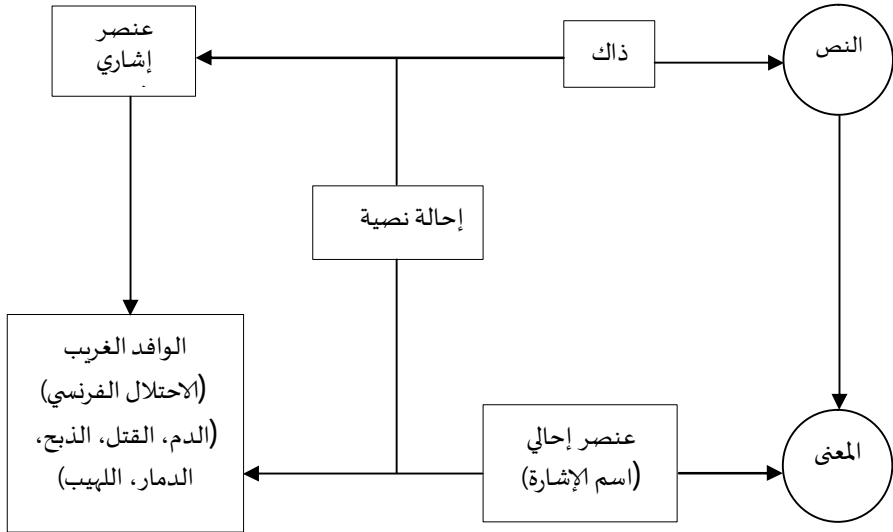 النص
ذاك
عنصر
إشاري
إحالة نصية
الوافد الغريب
(الاحتلال الفرنسي)
(الدم، القتل، الذبح،
الدمار، اللهيب)
عنصر إحالي
(اسم الإشارة)
المعنى